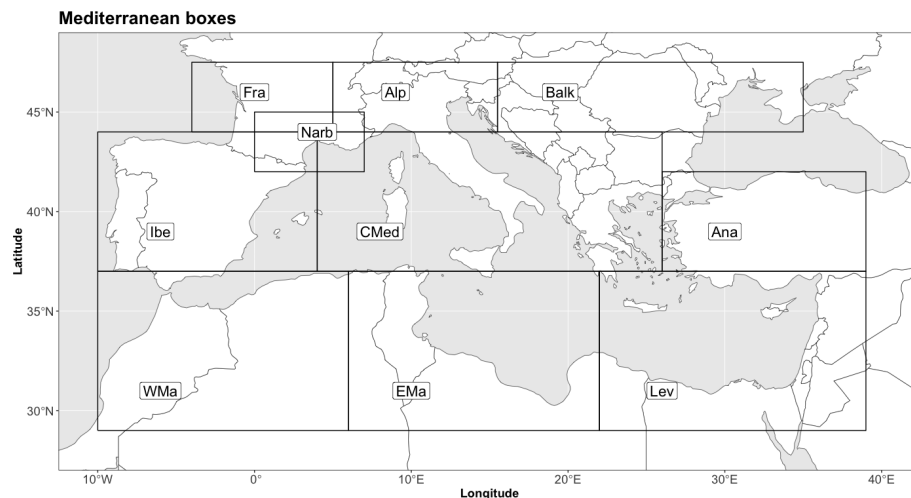 Mediterranean boxes
Fra
Alp
Balk
45°N
Narb
40°N
Ibe
CMed
Ana
Latitude
35°N
WMa
EMa
Lev
30°N
10°W
0°
10°E
20°E
30°E
40°E
Longitude